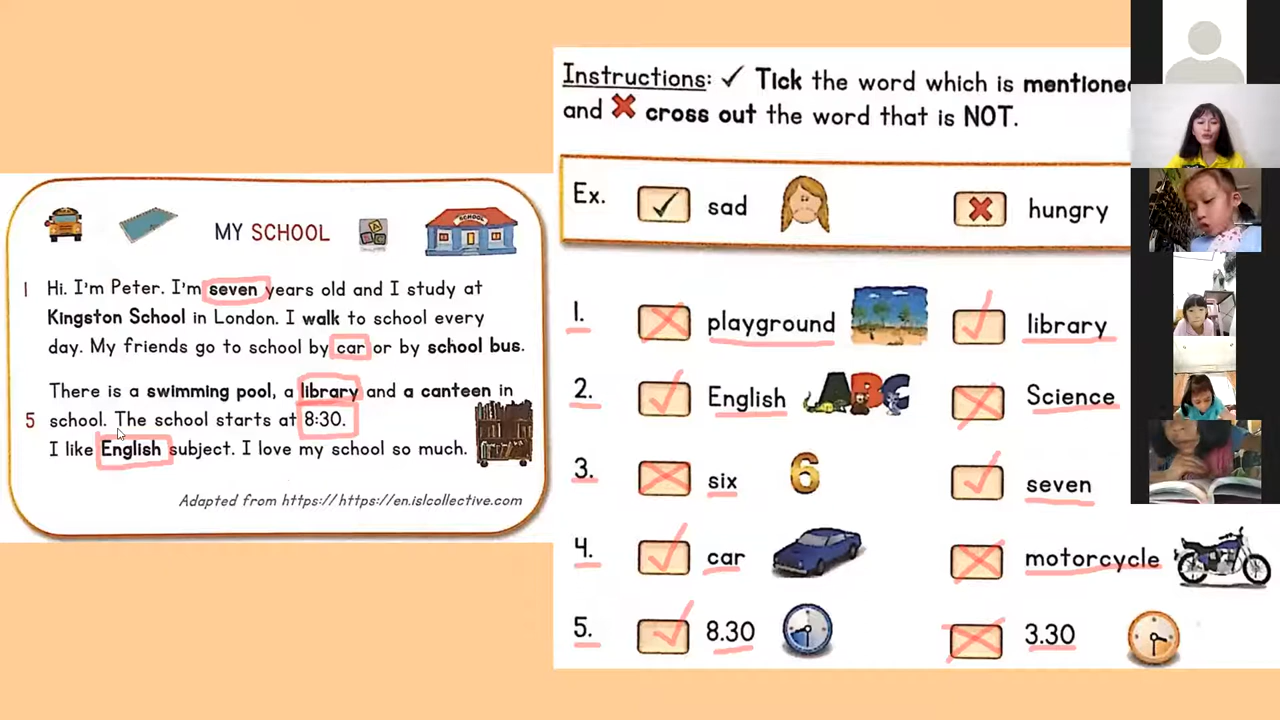 MY SCHOOL
SCHOOL
1 Hi. I'm Peter. I'm seven years old and I study at
Kingston School in London. I walk to school every
day. My friends go to school by car or by school bus.
There is a swimming pool, a library and a canteen in
5 school. The school starts at 8:30.
I like English subject. I love my school so much.
Adapted from https:// https://en.islcollective.com
Instructions: ✓ Tick the word which is mentioned
and ✗ cross out the word that is NOT.
Ex. ✓ sad ✗ hungry
1. ✗ playground ✓ library
2. ✓ English ABC ✗ Science
3. ✗ six 6 ✓ seven
4. ✓ car ✗ motorcycle
5. ✓ 8.30 ✗ 3.30